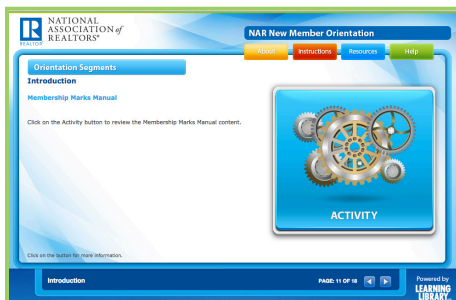 NATIONAL
ASSOCIATION of
REALTORS®
REALTOR
NAR New Member Orientation
About
Instructions
Resources
Help
Orientation Segments
Introduction
Membership Marks Manual
Click on the Activity button to review the Membership Marks Manual content.
ACTIVITY
Click on the button for more information.
Introduction
PAGE: 11 OF 18
Powered by
LEARNING
LIBRARY